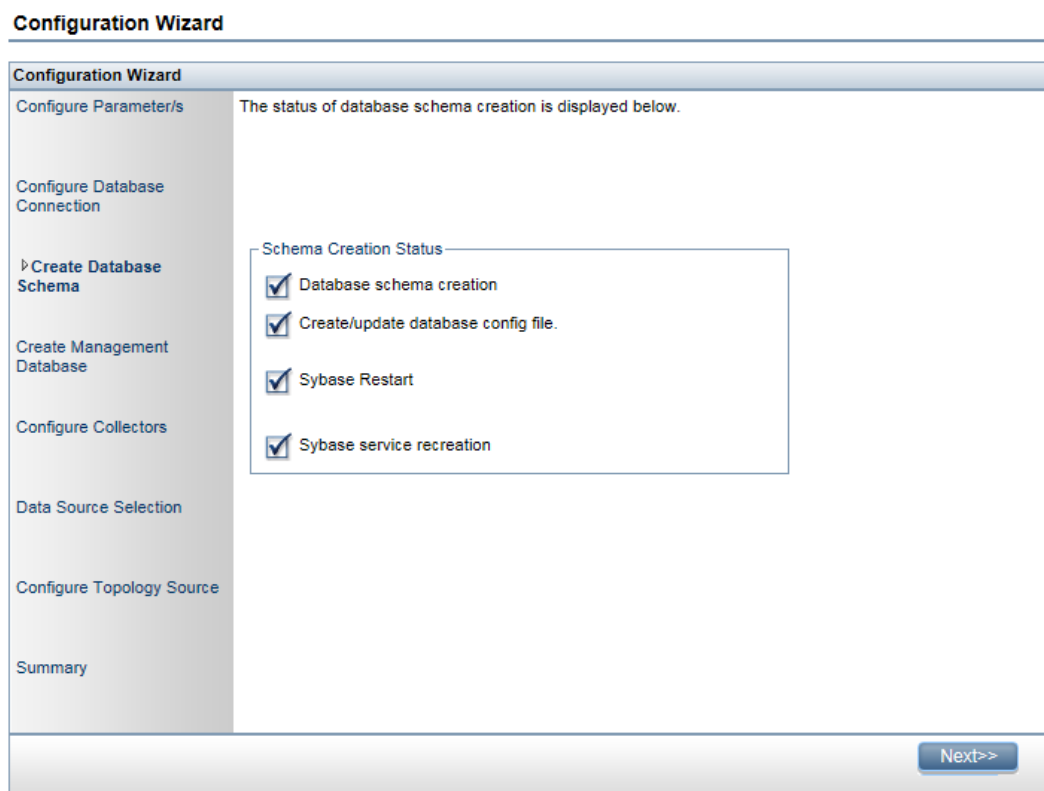 Configuration Wizard
Configuration Wizard
Configure Parameter/s
The status of database schema creation is displayed below.
Configure Database
Connection
Create Database
Schema
Create Management
Database
Configure Collectors
Data Source Selection
Configure Topology Source
Summary
Schema Creation Status
Database schema creation
Create/update database config file.
Sybase Restart
Sybase service recreation
Next>>